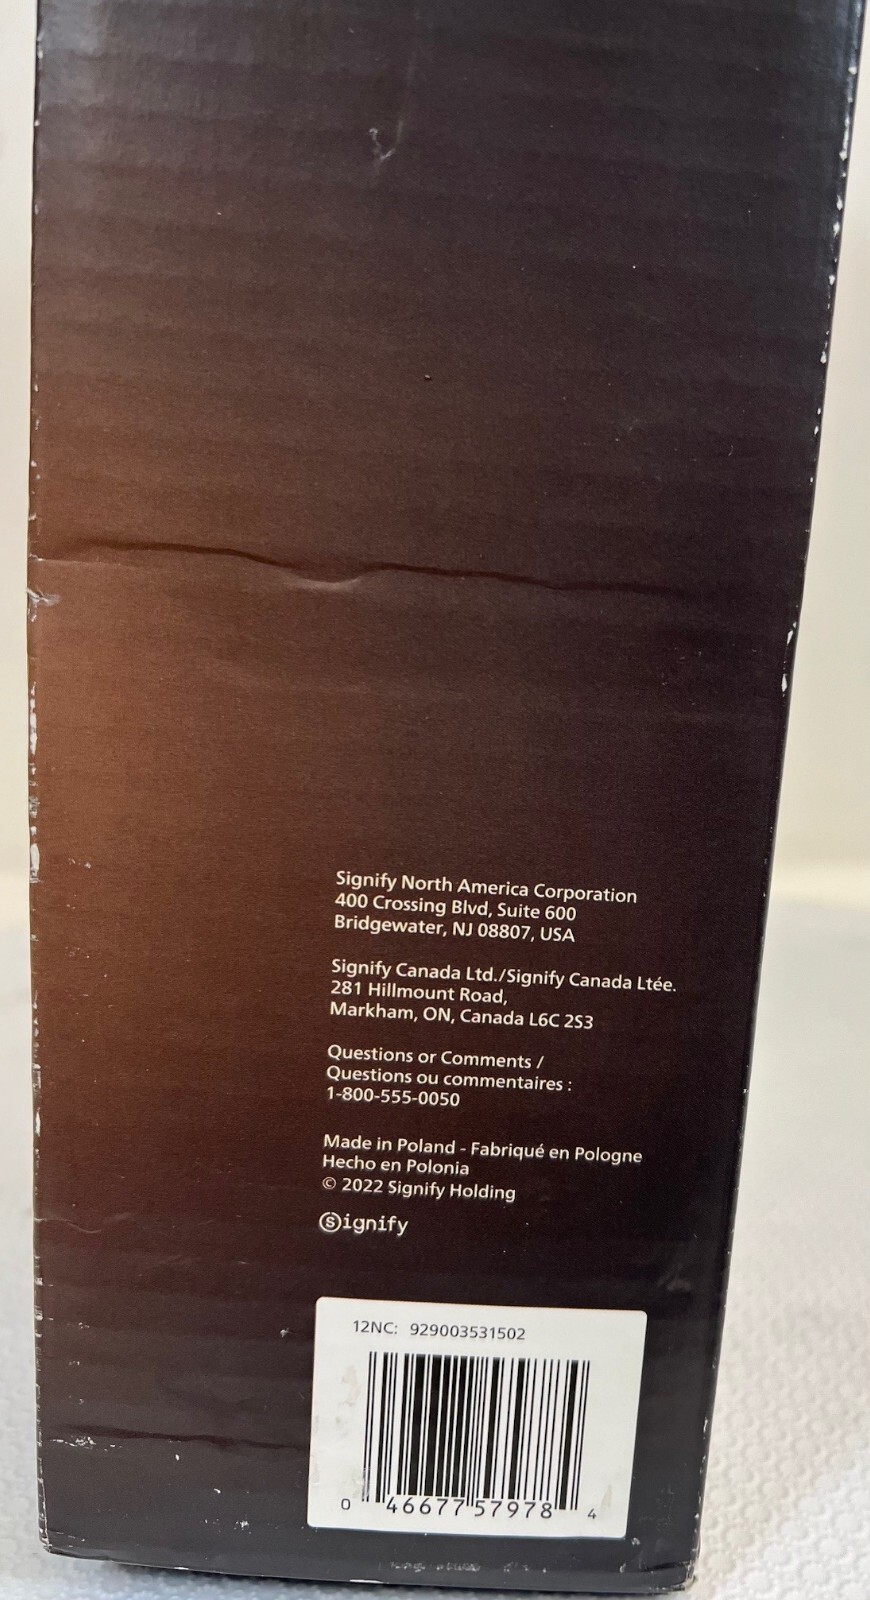 Signify North America Corporation
400 Crossing Blvd, Suite 600
Bridgewater, NJ 08807, USA
Signify Canada Ltd./Signify Canada Ltée.
281 Hillmount Road,
Markham, ON, Canada L6C 2S3
Questions or Comments /
Questions ou commentaires :
1-800-555-0050
Made in Poland - Fabriqué en Pologne
Hecho en Polonia
© 2022 Signify Holding
Signify
12NC: 929003531502
0 46677 57978 4